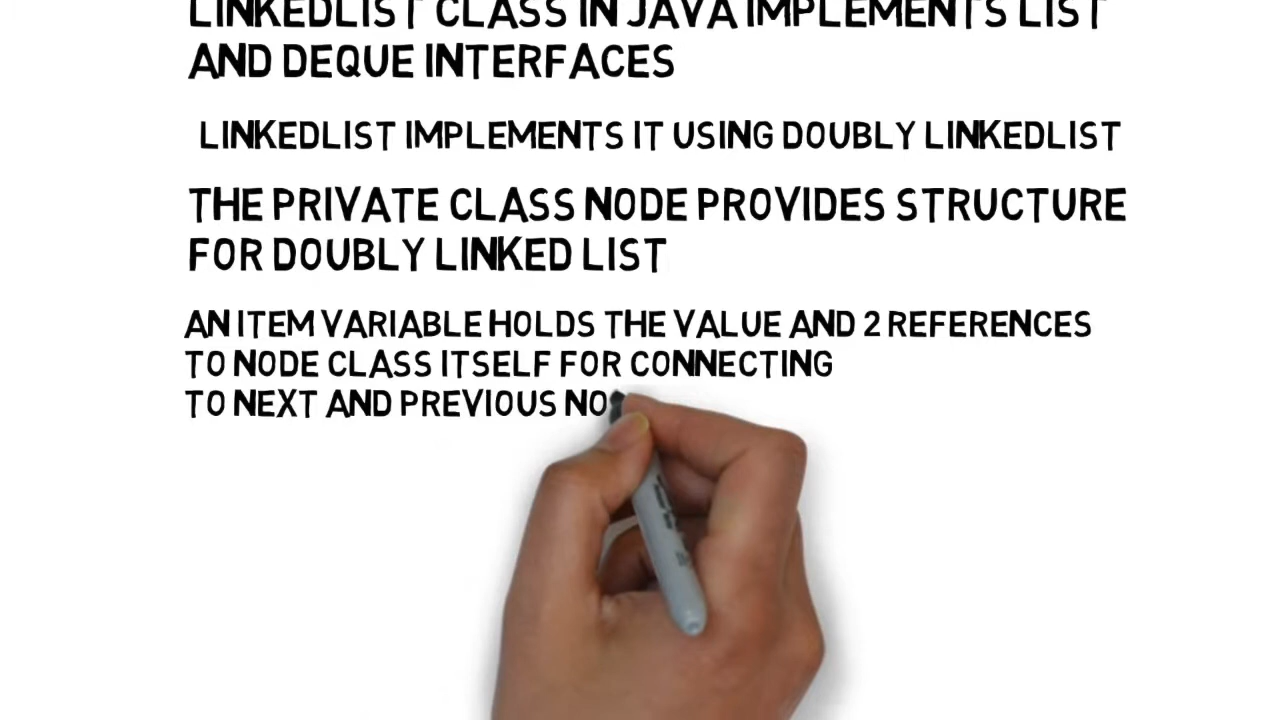 LINKEDLIST CLASS IN JAVA IMPLEMENTS LIST
AND DEQUE INTERFACES
LINKEDLIST IMPLEMENTS IT USING DOUBLY LINKEDLIST
THE PRIVATE CLASS NODE PROVIDES STRUCTURE
FOR DOUBLY LINKED LIST
AN ITEM VARIABLE HOLDS THE VALUE AND 2 REFERENCES
TO NODE CLASS ITSELF FOR CONNECTING
TO NEXT AND PREVIOUS NO